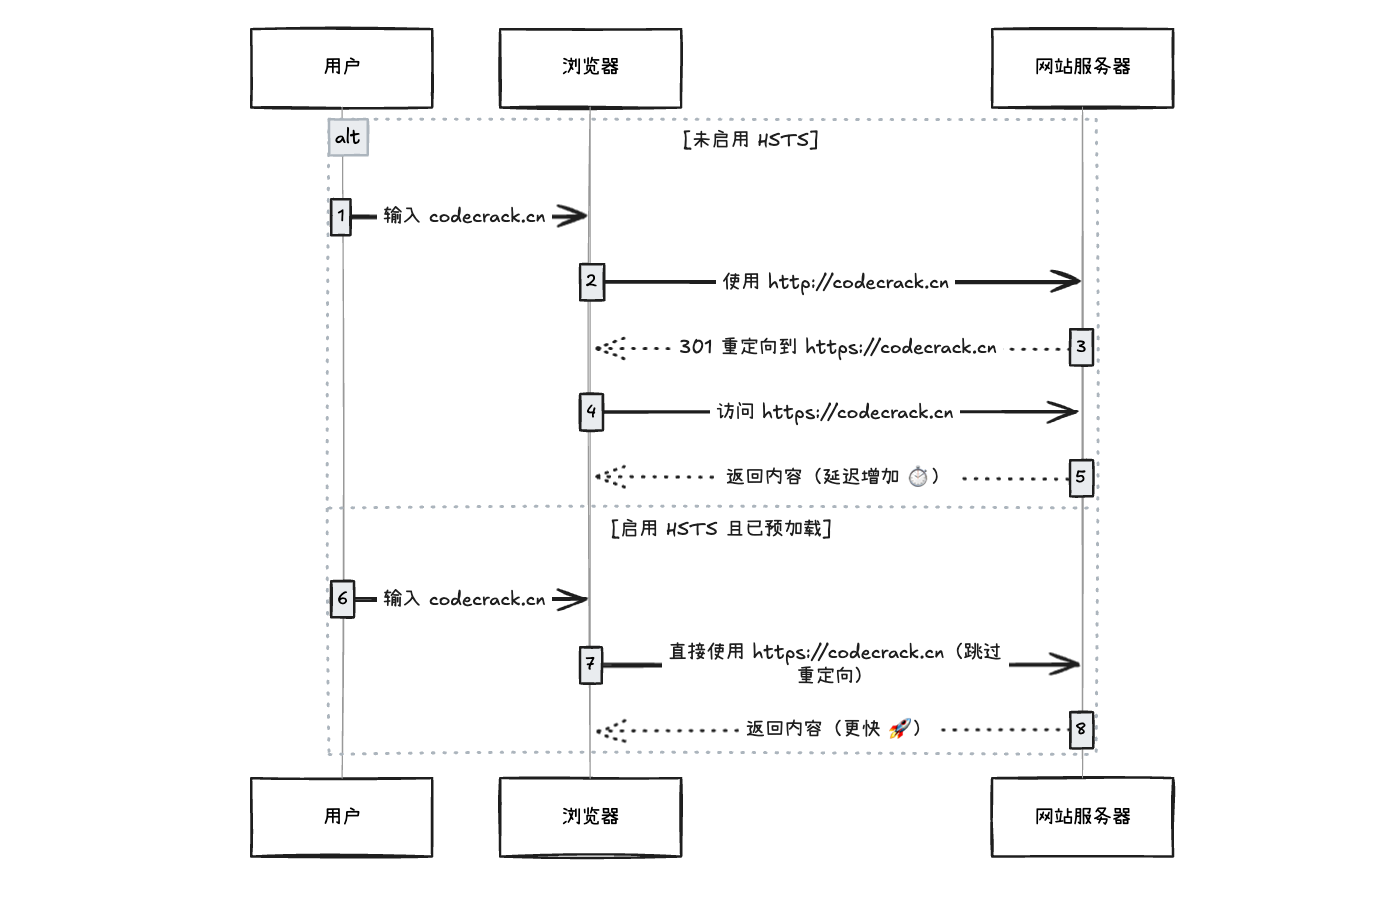 用户
浏览器
网站服务器
alt
[未启用 HSTS]
1
输入 codecrack.cn
2
使用 http://codecrack.cn
301 重定向到 https://codecrack.cn
3
4
访问 https://codecrack.cn
返回内容（延迟增加 ⏱️）
5
[启用 HSTS 且已预加载]
6
输入 codecrack.cn
7
直接使用 https://codecrack.cn（跳过
重定向）
返回内容（更快 🚀）
8
用户
浏览器
网站服务器